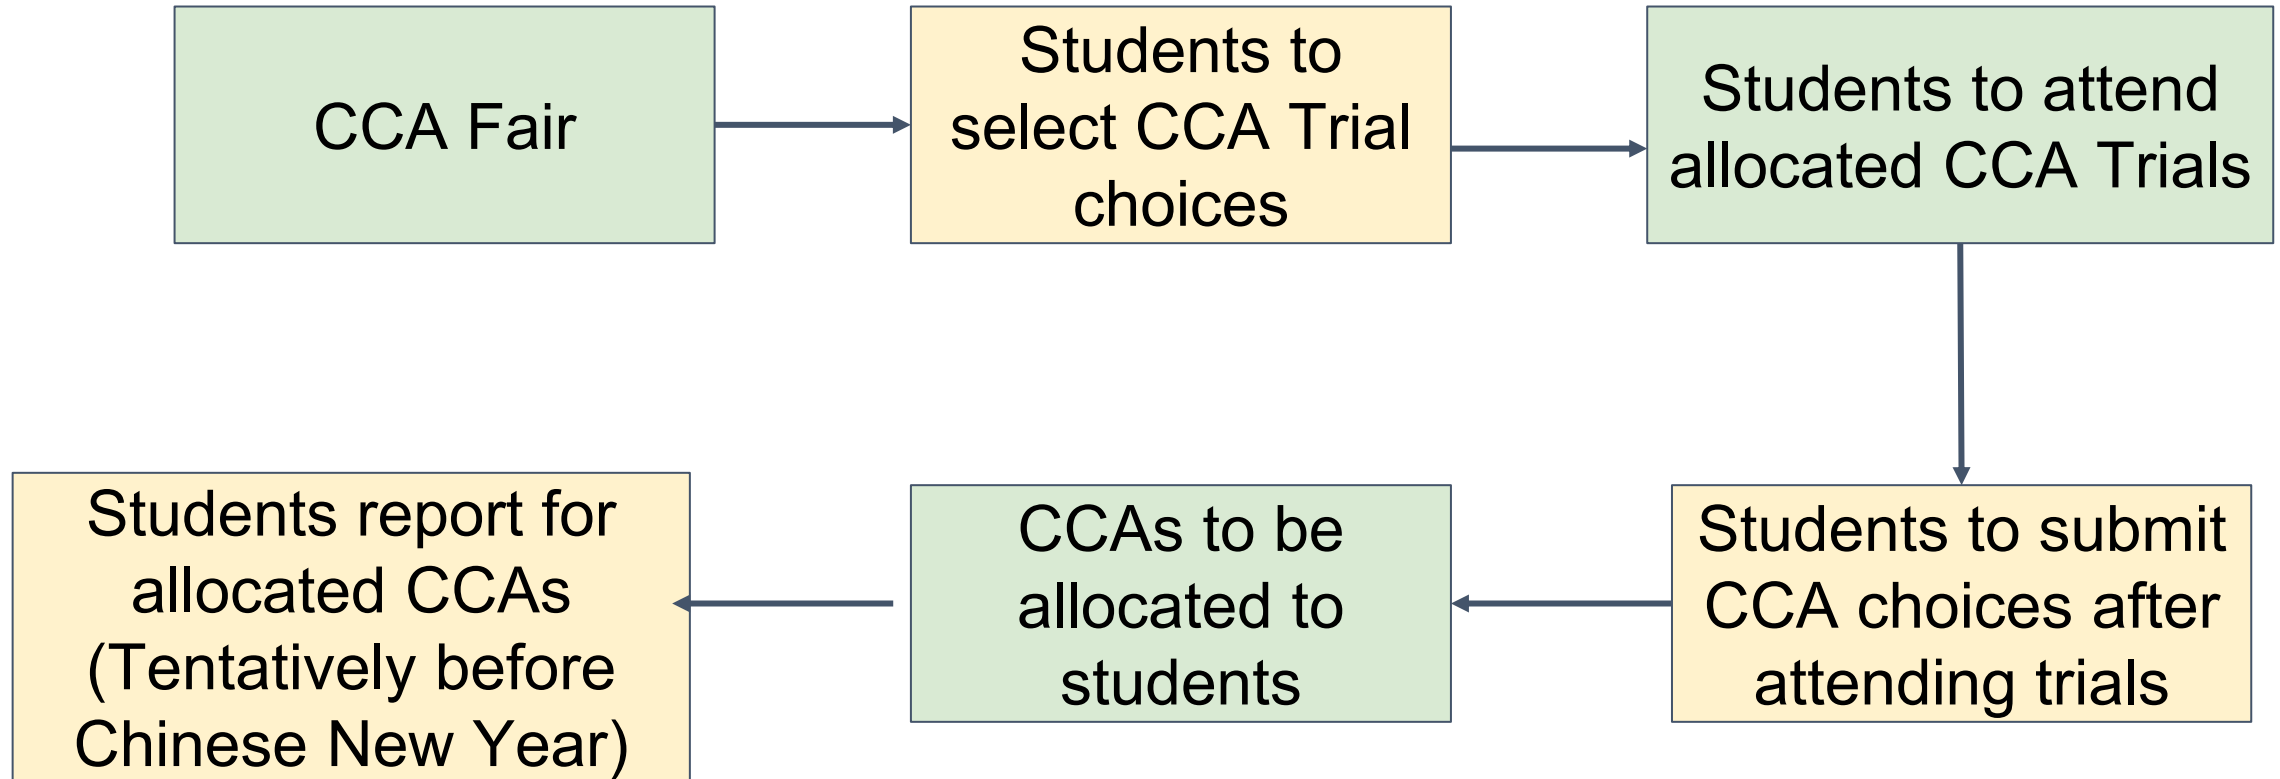 CCA Fair
Students to
select CCA Trial
choices
Students to attend
allocated CCA Trials
Students to submit
CCA choices after
attending trials
CCAs to be
allocated to
students
Students report for
allocated CCAs
(Tentatively before
Chinese New Year)